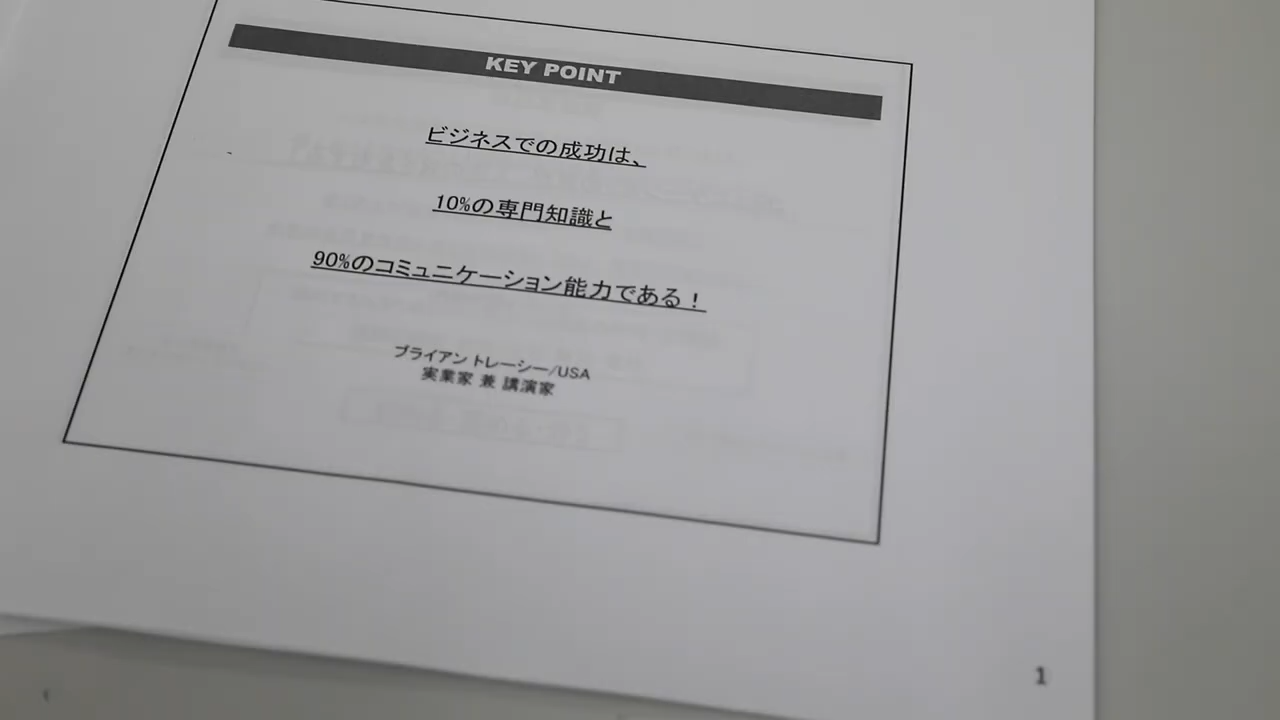 KEY POINT
ビジネスでの成功は、
10%の専門知識と
90%のコミュニケーション能力である！
ブライアン トレーシー/USA
実業家 兼 講演家
1